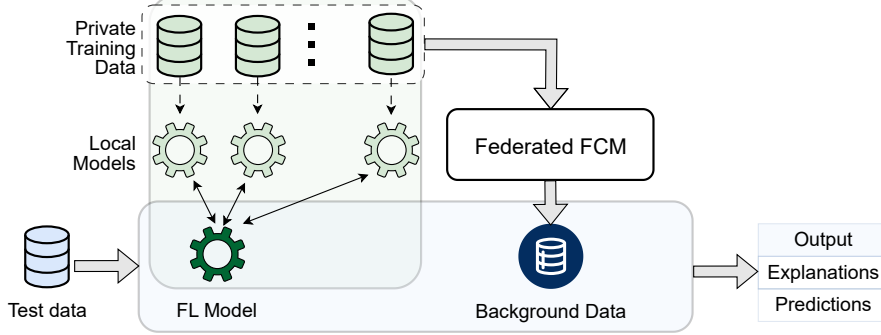 Private
Training
Data
Local
Models
Federated FCM
Test data
FL Model
Background Data
Output
Explanations
Predictions